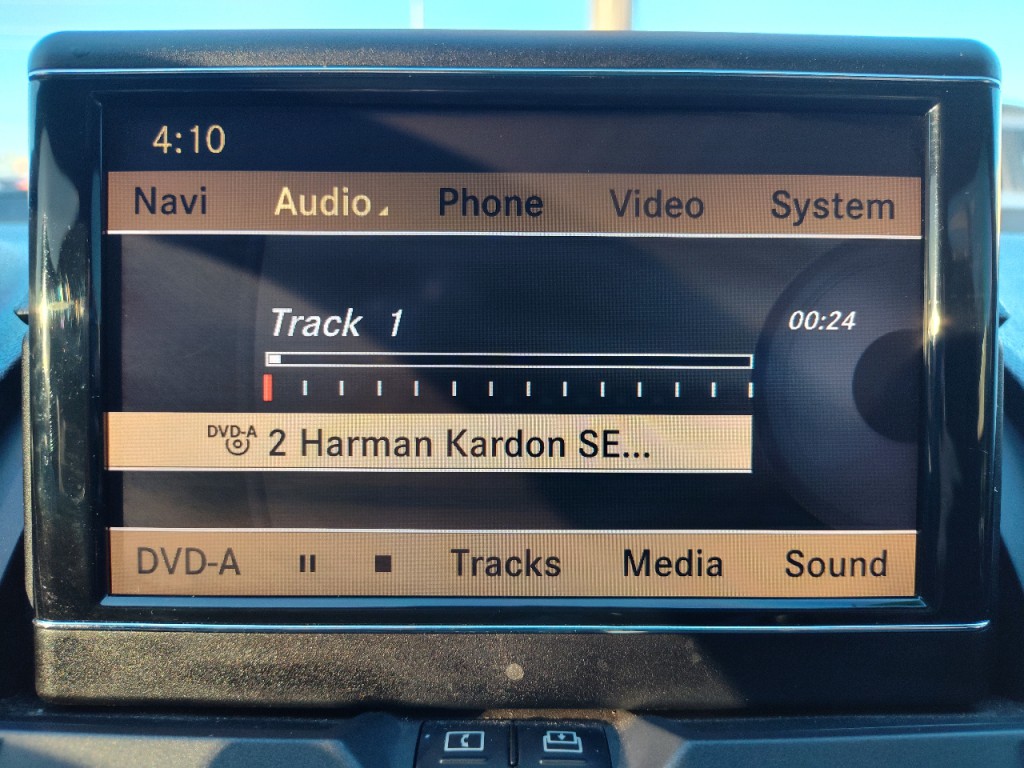 4:10
Navi Audio Phone Video System
Track 1 00:24
DVD-A 2 Harman Kardon SE...
DVD-A Tracks Media Sound